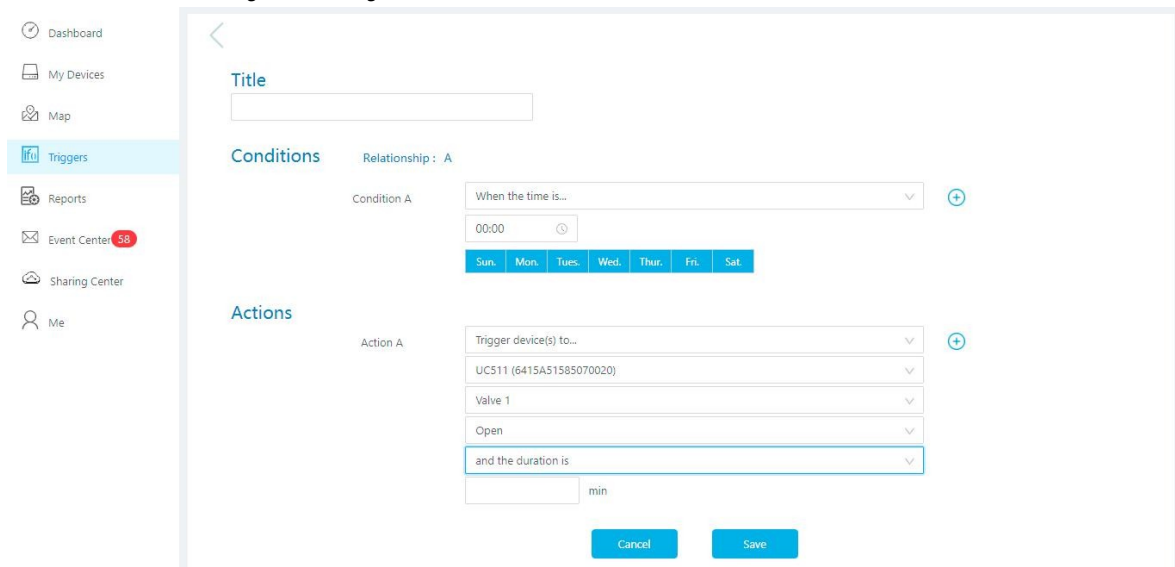 Dashboard
My Devices
Map
Triggers
Reports
Event Center 58
Sharing Center
Me
Title
Conditions Relationship : A
Condition A When the time is...
00:00
Sun. Mon. Tues. Wed. Thur. Fri. Sat.
Actions
Action A Trigger device(s) to...
UC511 (6415A51585070020)
Valve 1
Open
and the duration is
min
Cancel Save